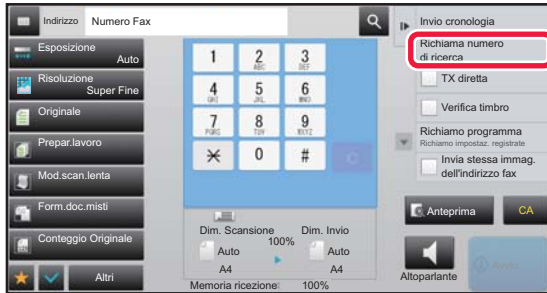 Indirizzo
Numero Fax
Invio cronologia
Esposizione
Auto
Risoluzione
Super Fine
Originale
Prepar.lavoro
Mod.scan.lenta
Form.doc.misti
Conteggio Originale
Altri
1
2
ABC
3
DEF
4
GHI
5
JKL
6
MNO
7
PQRS
8
TUV
9
WXYZ
0
#
Dim. Scansione
Dim. Invio
100%
Auto
Auto
A4
A4
Memoria ricezione:
100%
Richiama numero
di ricerca
TX diretta
Verifica timbro
Richiamo programma
Richiamo impostaz. registrate
Invia stessa immag.
dell'indirizzo fax
Anteprima
CA
Altoparlante